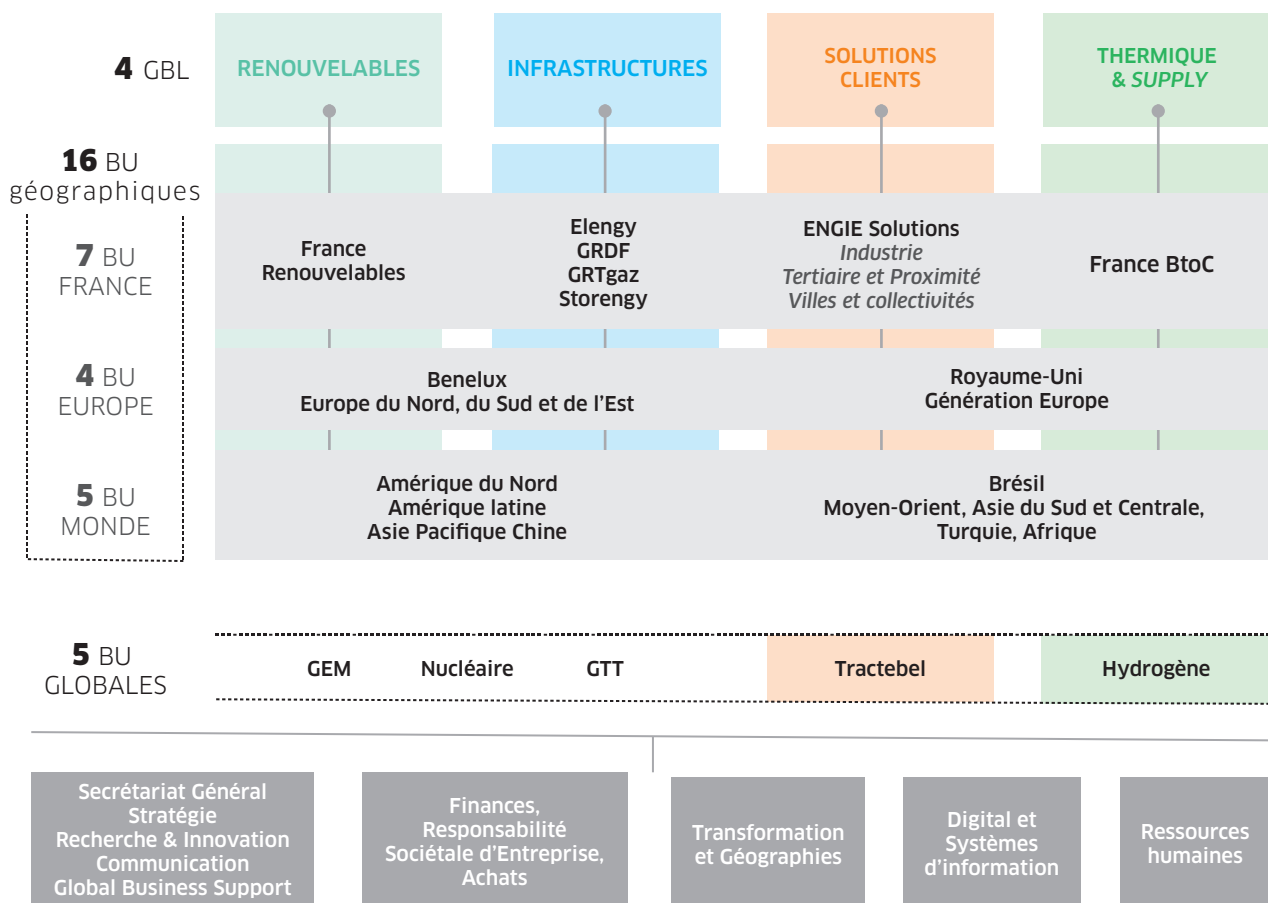 4 GBL
RENOUVELABLES
INFRASTRUCTURES
SOLUTIONS
CLIENTS
THERMIQUE
& SUPPLY
16 BU
géographiques
7 BU
FRANCE
France
Renouvelables
Elengy
GRDF
GRTgaz
Storengy
ENGIE Solutions
Industrie
Tertiaire et Proximité
Villes et collectivités
France BtoC
4 BU
EUROPE
Benelux
Europe du Nord, du Sud et de l'Est
Royaume-Uni
Génération Europe
5 BU
MONDE
Amérique du Nord
Amérique latine
Asie Pacifique Chine
Brésil
Moyen-Orient, Asie du Sud et Centrale,
Turquie, Afrique
5 BU
GLOBALES
GEM
Nucléaire
GTT
Tractebel
Hydrogène
Secrétariat Général
Stratégie
Recherche & Innovation
Communication
Global Business Support
Finances,
Responsabilité
Sociétale d'Entreprise,
Achats
Transformation
et Géographies
Digital et
Systèmes
d'information
Ressources
humaines